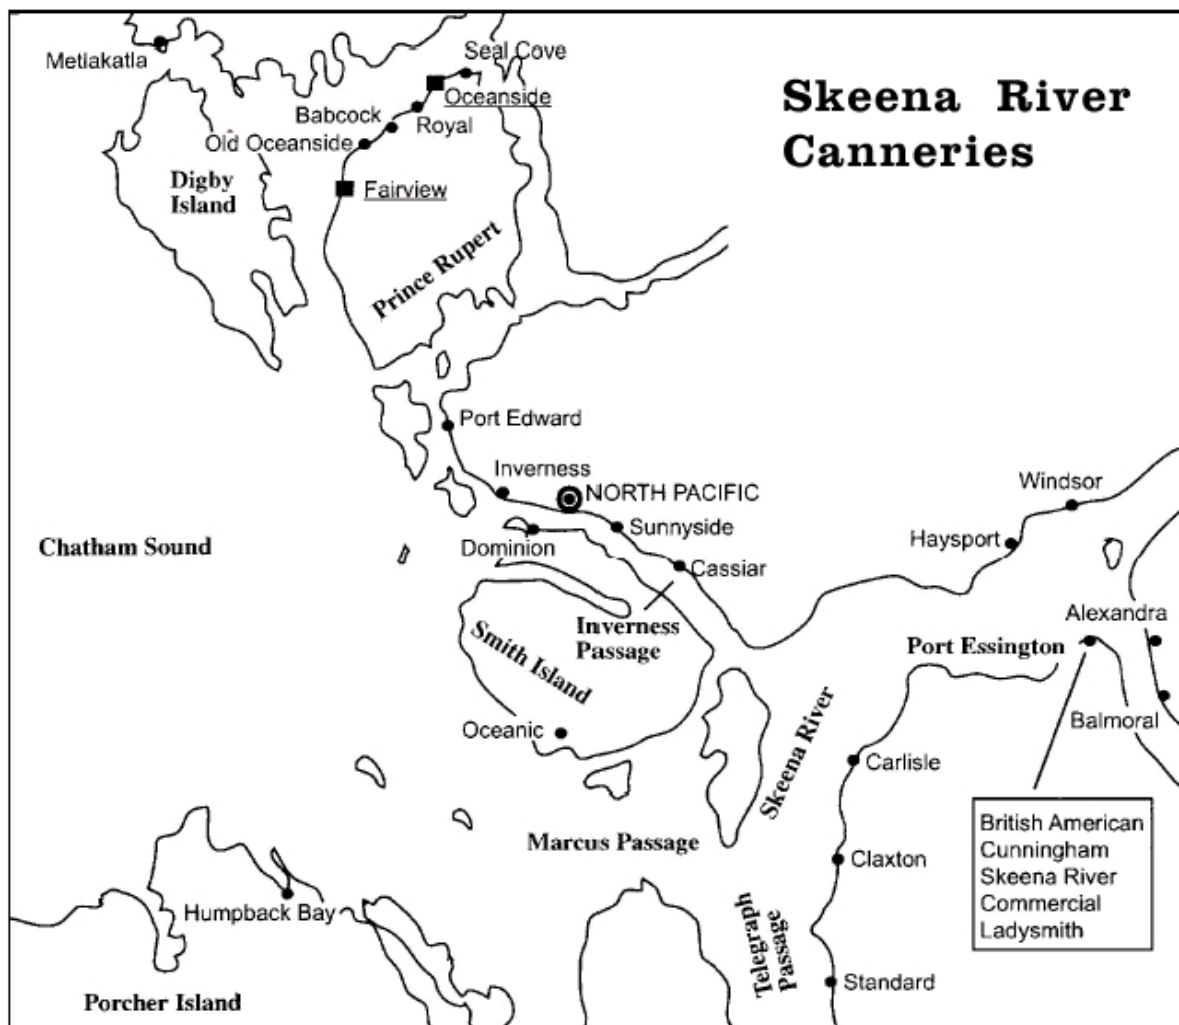 Skeena River
Canneries
Metlakatla
Seal Cove
Oceanside
Babcock
Royal
Old Oceanside
Digby
Island
Fairview
Prince Rupert
Port Edward
Inverness
NORTH PACIFIC
Windsor
Sunnyside
Haysport
Chatham Sound
Dominion
Cassiar
Alexandra
Inverness
Passage
Smith Island
Port Essington
Oceanic
Balmoral
Skeena River
Carlisle
British American
Cunningham
Skeena River
Commercial
Ladysmith
Marcus Passage
Claxton
Humpback Bay
Telegraph
Passage
Standard
Porcher Island